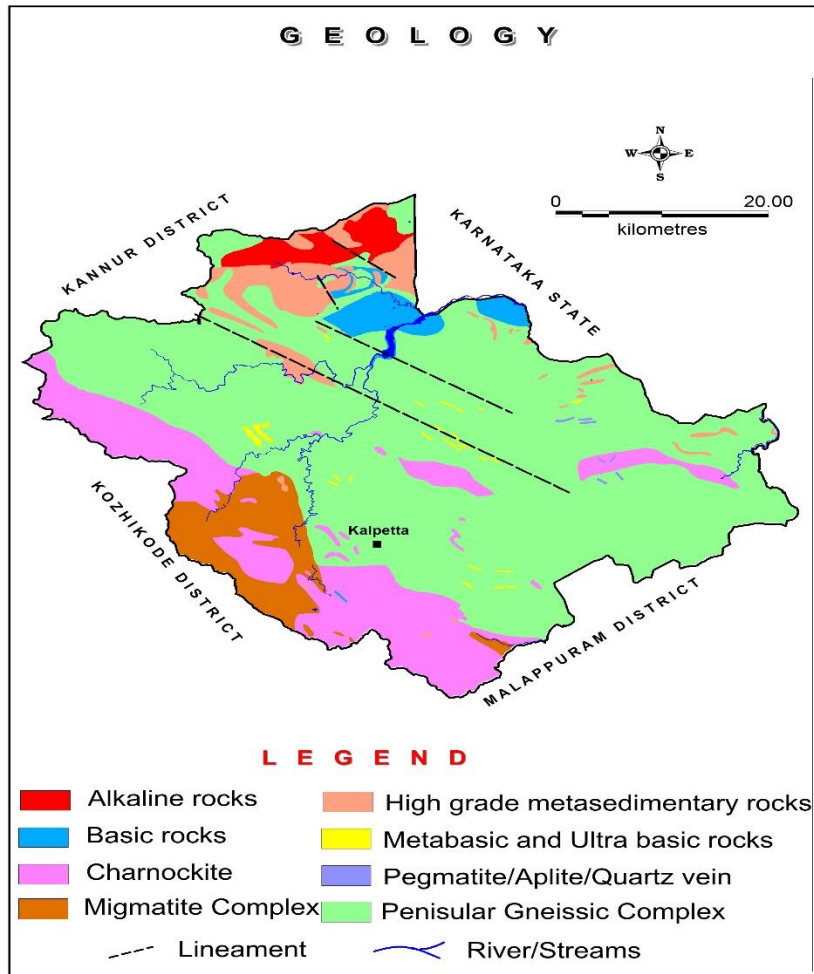 GEOLOGY
N
W E
S
0 20.00
kilometres
KANNUR DISTRICT
KARNATAKA STATE
KOZHIKODE DISTRICT
Kalpetta
MALAPPURAM DISTRICT
LEGEND
Alkaline rocks
High grade metasedimentary rocks
Basic rocks
Metabasic and Ultra basic rocks
Charnockite
Pegmatite/Aplite/Quartz vein
Migmatite Complex
Penisular Gneissic Complex
Lineament
River/Streams